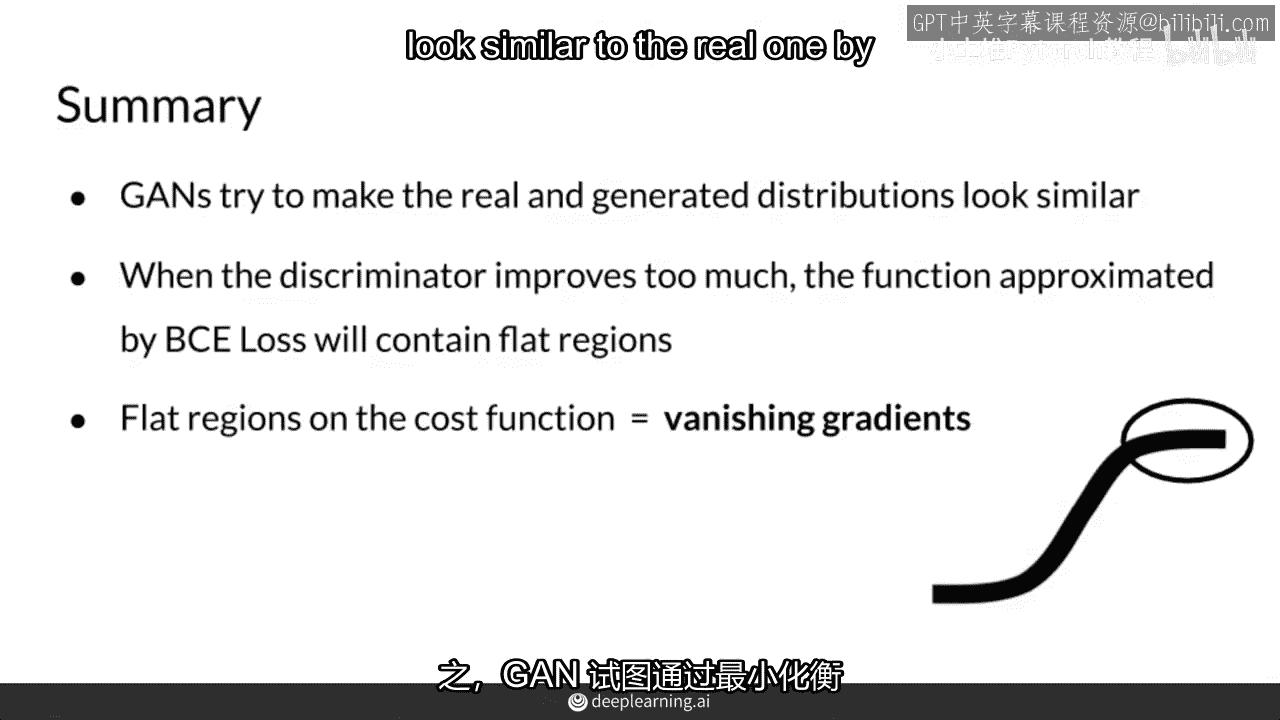 GPT中英字幕课程资源@bilibili.com
look similar to the real one by
Summary
● GANs try to make the real and generated distributions look similar
● When the discriminator improves too much, the function approximated
by BCE Loss will contain flat regions
● Flat regions on the cost function = vanishing gradients
之，GAN 试图通过最小化衡
deeplearning.ai